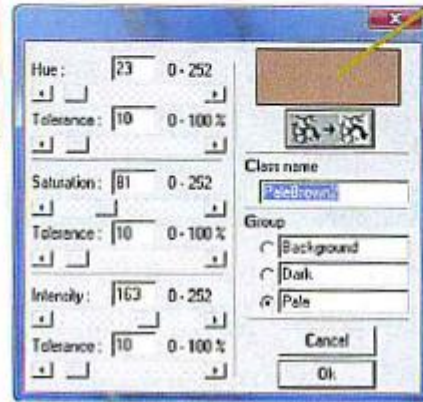 Hue : 23 0 - 252
Tolerance : 10 0 - 100 %
Saturation : 81 0 - 252
Tolerance : 10 0 - 100 %
Intensity : 163 0 - 252
Tolerance : 10 0 - 100 %
Class name
Group
Background
Dark
Pale
Cancel
Ok